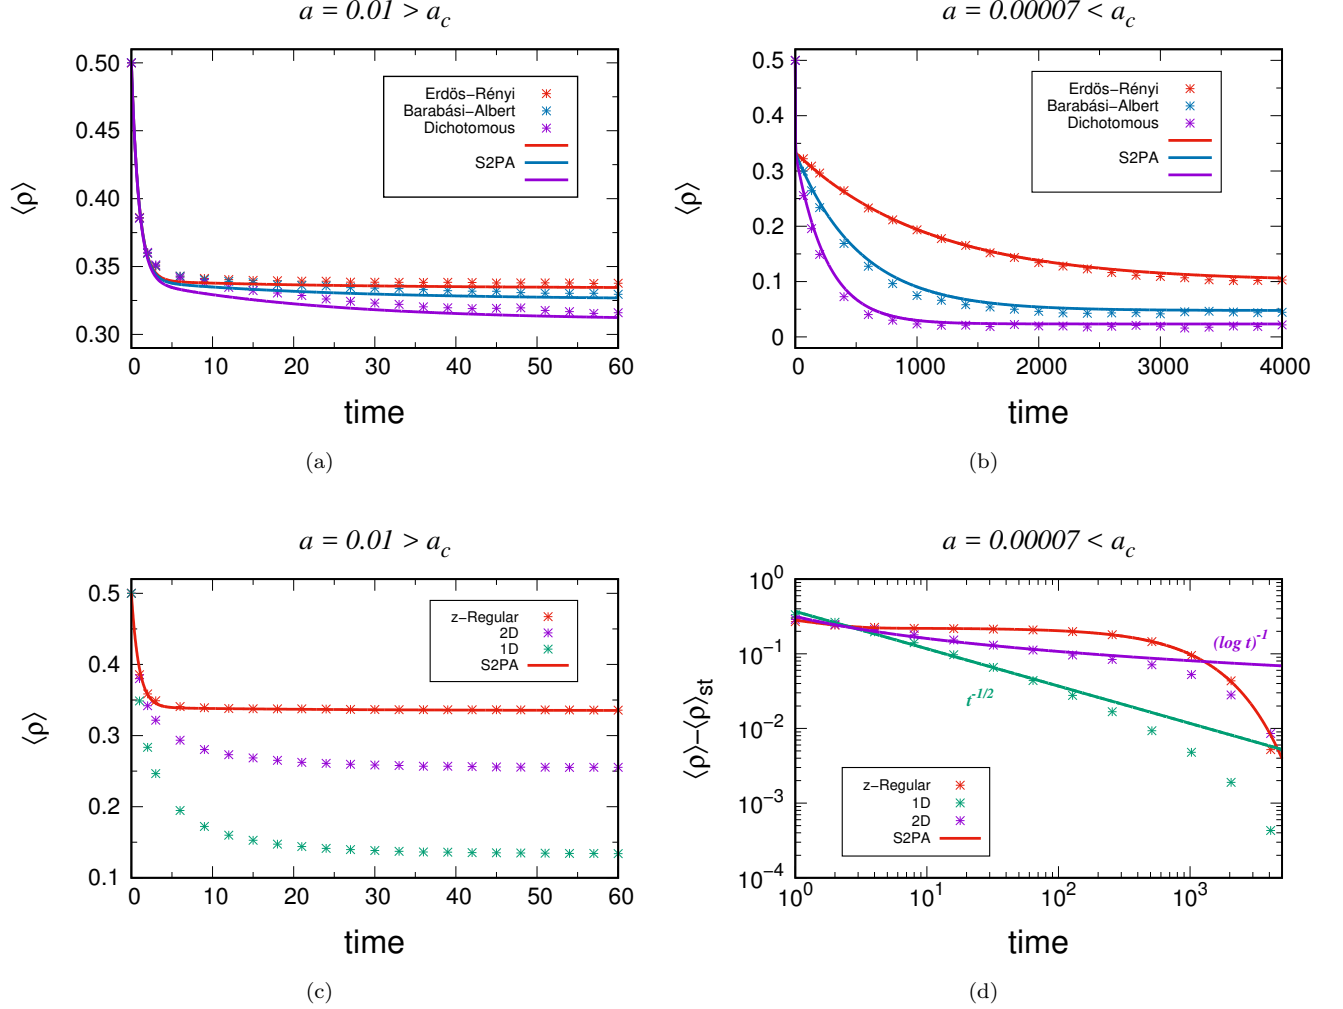 a = 0.01 > a_c
0.50
0.45
0.40
0.35
0.30
⟨ρ⟩
Erdös−Rényi
Barabási−Albert
Dichotomous
S2PA
0 10 20 30 40 50 60
time
(a)
a = 0.00007 < a_c
0.5
0.4
0.3
0.2
0.1
0
⟨ρ⟩
Erdös−Rényi
Barabási−Albert
Dichotomous
S2PA
0 1000 2000 3000 4000
time
(b)
a = 0.01 > a_c
0.5
0.4
0.3
0.2
0.1
⟨ρ⟩
z−Regular
2D
1D
S2PA
0 10 20 30 40 50 60
time
(c)
a = 0.00007 < a_c
10^0
10^-1
10^-2
10^-3
10^-4
⟨ρ⟩−⟨ρ⟩_st
(log t)^-1
t^-1/2
z−Regular
1D
2D
S2PA
10^0 10^1 10^2 10^3
time
(d)